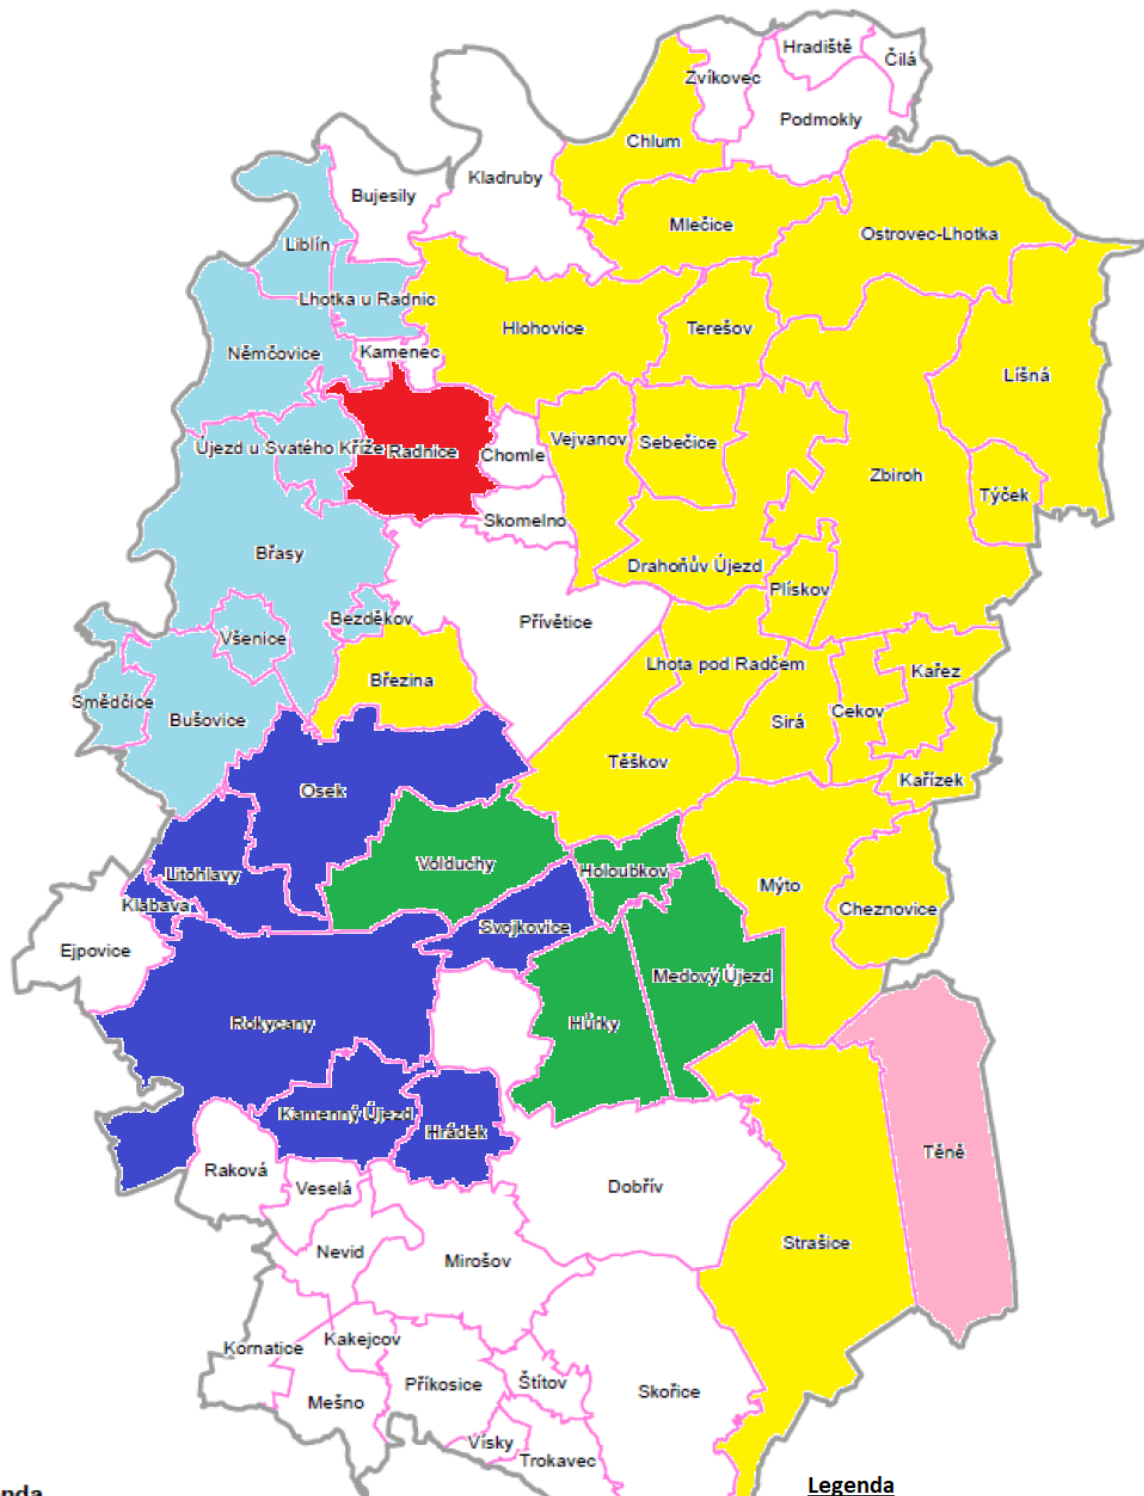 Hradiště
Čilá
Zvíkovec
Podmokly
Chlum
Kladruby
Bujesily
Mlečice
Ostrovec-Lhotka
Liblín
Lhotka u Radnic
Hlohovice
Terešov
Němčovice
Kamenec
Líšná
Újezd u Svatého Kříže
Radnice
Chomle
Vejvanov
Sebečice
Zbiroh
Týček
Skomelno
Břasy
Drahoňův Újezd
Plískov
Bezděkov
Přívětice
Všenice
Lhota pod Radčem
Kařez
Březina
Smědčice
Bušovice
Sirá
Cekov
Těškov
Kařízek
Osek
Volduchy
Holoubkov
Litohlavy
Mýto
Klabava
Cheznovice
Svojkovice
Ejpovice
Medový Újezd
Rokycany
Hůrky
Kamenný Újezd
Hrádek
Těně
Raková
Veselá
Dobřív
Nevid
Mirošov
Strašice
Kornatice
Kakejcov
Příkosice
Štítov
Skořice
Mešno
Vísky
Trokavec
Legenda
nda